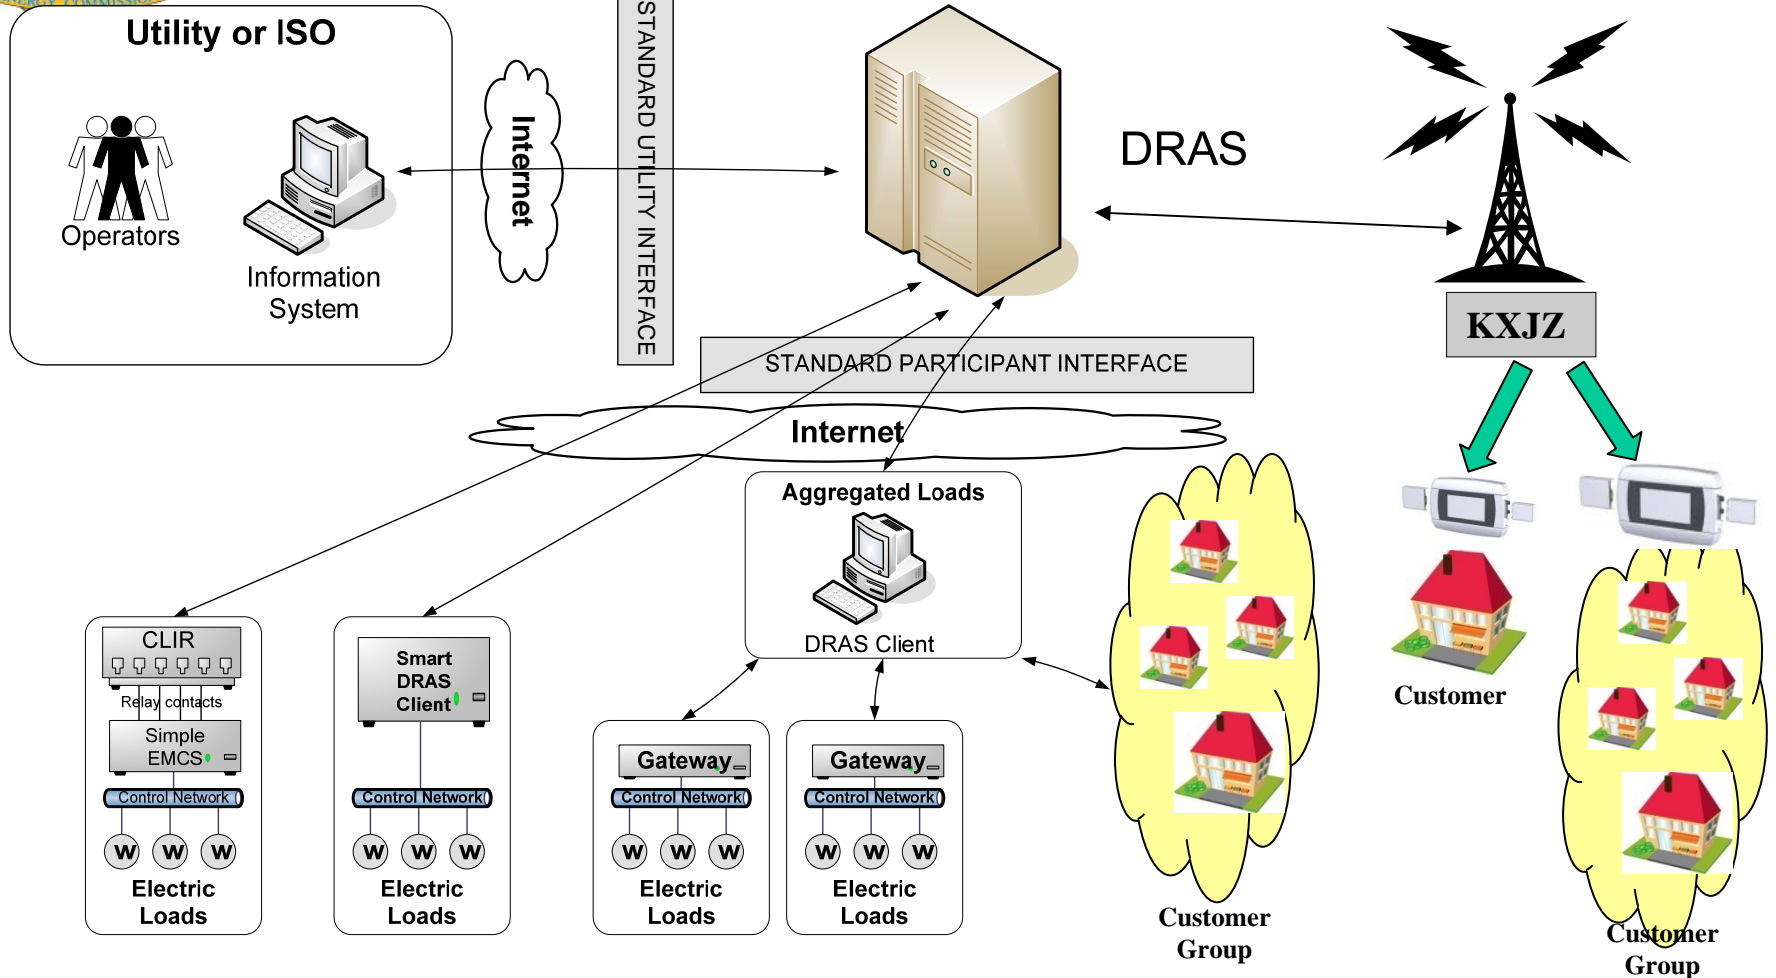 ENERGY COMMISSION
Utility or ISO
Operators
Information
System
Internet
STANDARD UTILITY INTERFACE
DRAS
KXJZ
STANDARD PARTICIPANT INTERFACE
Internet
Aggregated Loads
DRAS Client
CLIR
Relay contacts
Simple
EMCS
Control Network
W W W
Electric
Loads
Smart
DRAS
Client
Control Network
W W W
Electric
Loads
Gateway
Control Network
W W W
Electric
Loads
Gateway
Control Network
W W W
Electric
Loads
Customer
Group
Customer
Customer
Group